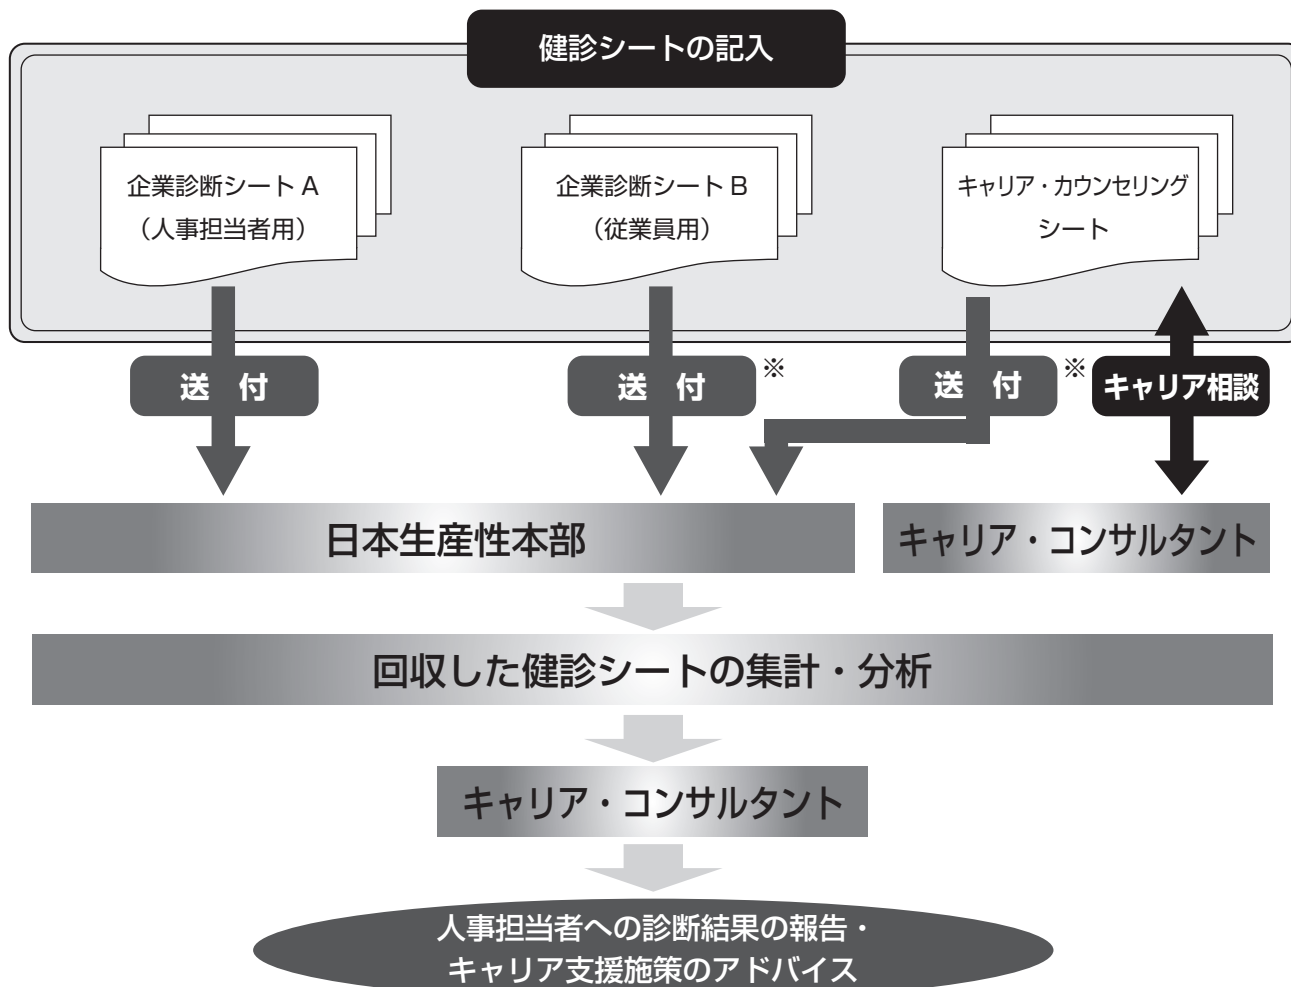 健診シートの記入
企業診断シート A
（人事担当者用）
企業診断シート B
（従業員用）
キャリア・カウンセリング
シート
送 付
送 付 ※
送 付 ※
キャリア相談
日本生産性本部
キャリア・コンサルタント
回収した健診シートの集計・分析
キャリア・コンサルタント
人事担当者への診断結果の報告・
キャリア支援施策のアドバイス